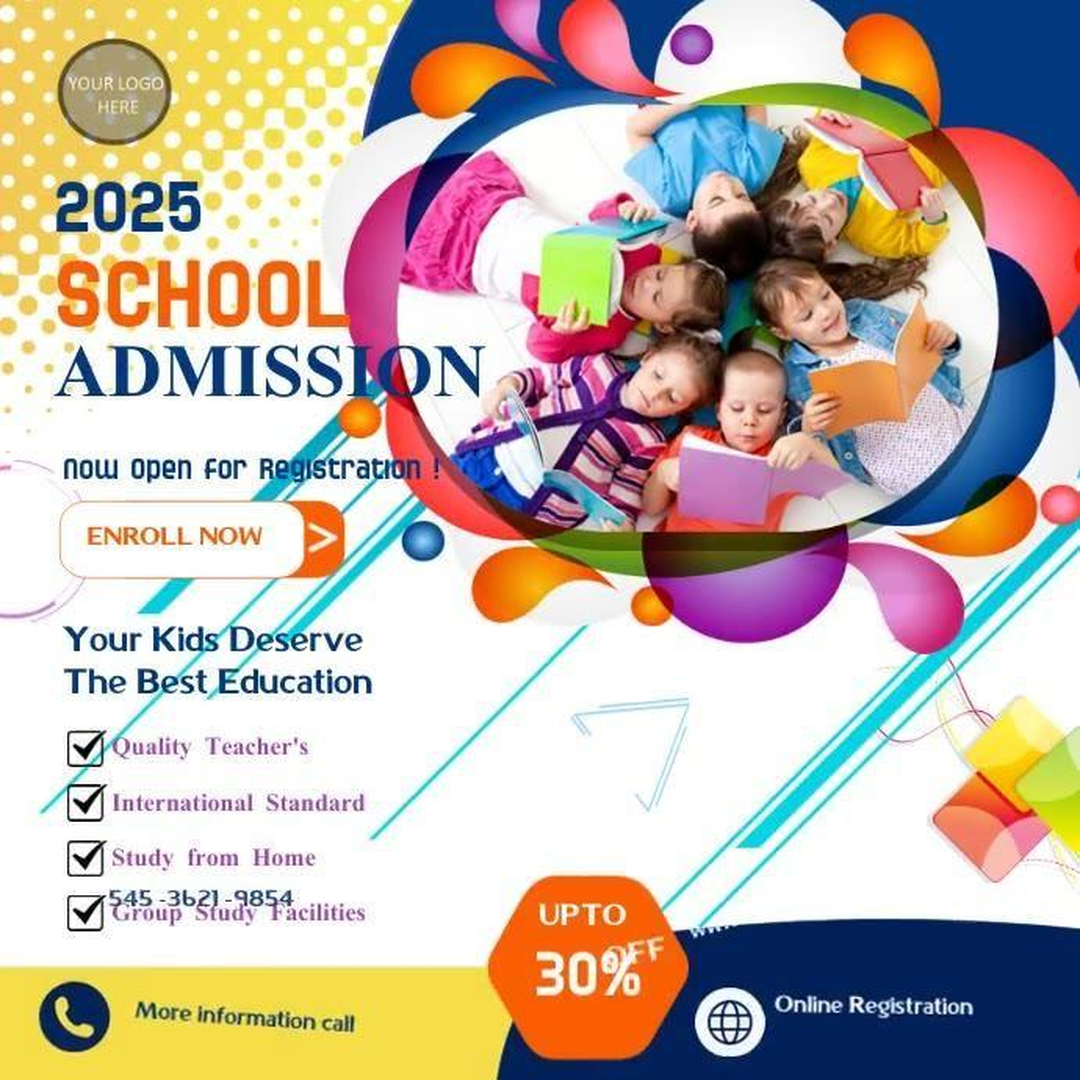 YOUR LOGO
HERE
2025
SCHOOL
ADMISSION
Now Open for Registration !
ENROLL NOW
>
Your Kids Deserve
The Best Education
Quality Teacher's
International Standard
Study from Home
545 -3621 -9854
Group Study Facilities
UPTO
OFF
30%
More information call
Online Registration